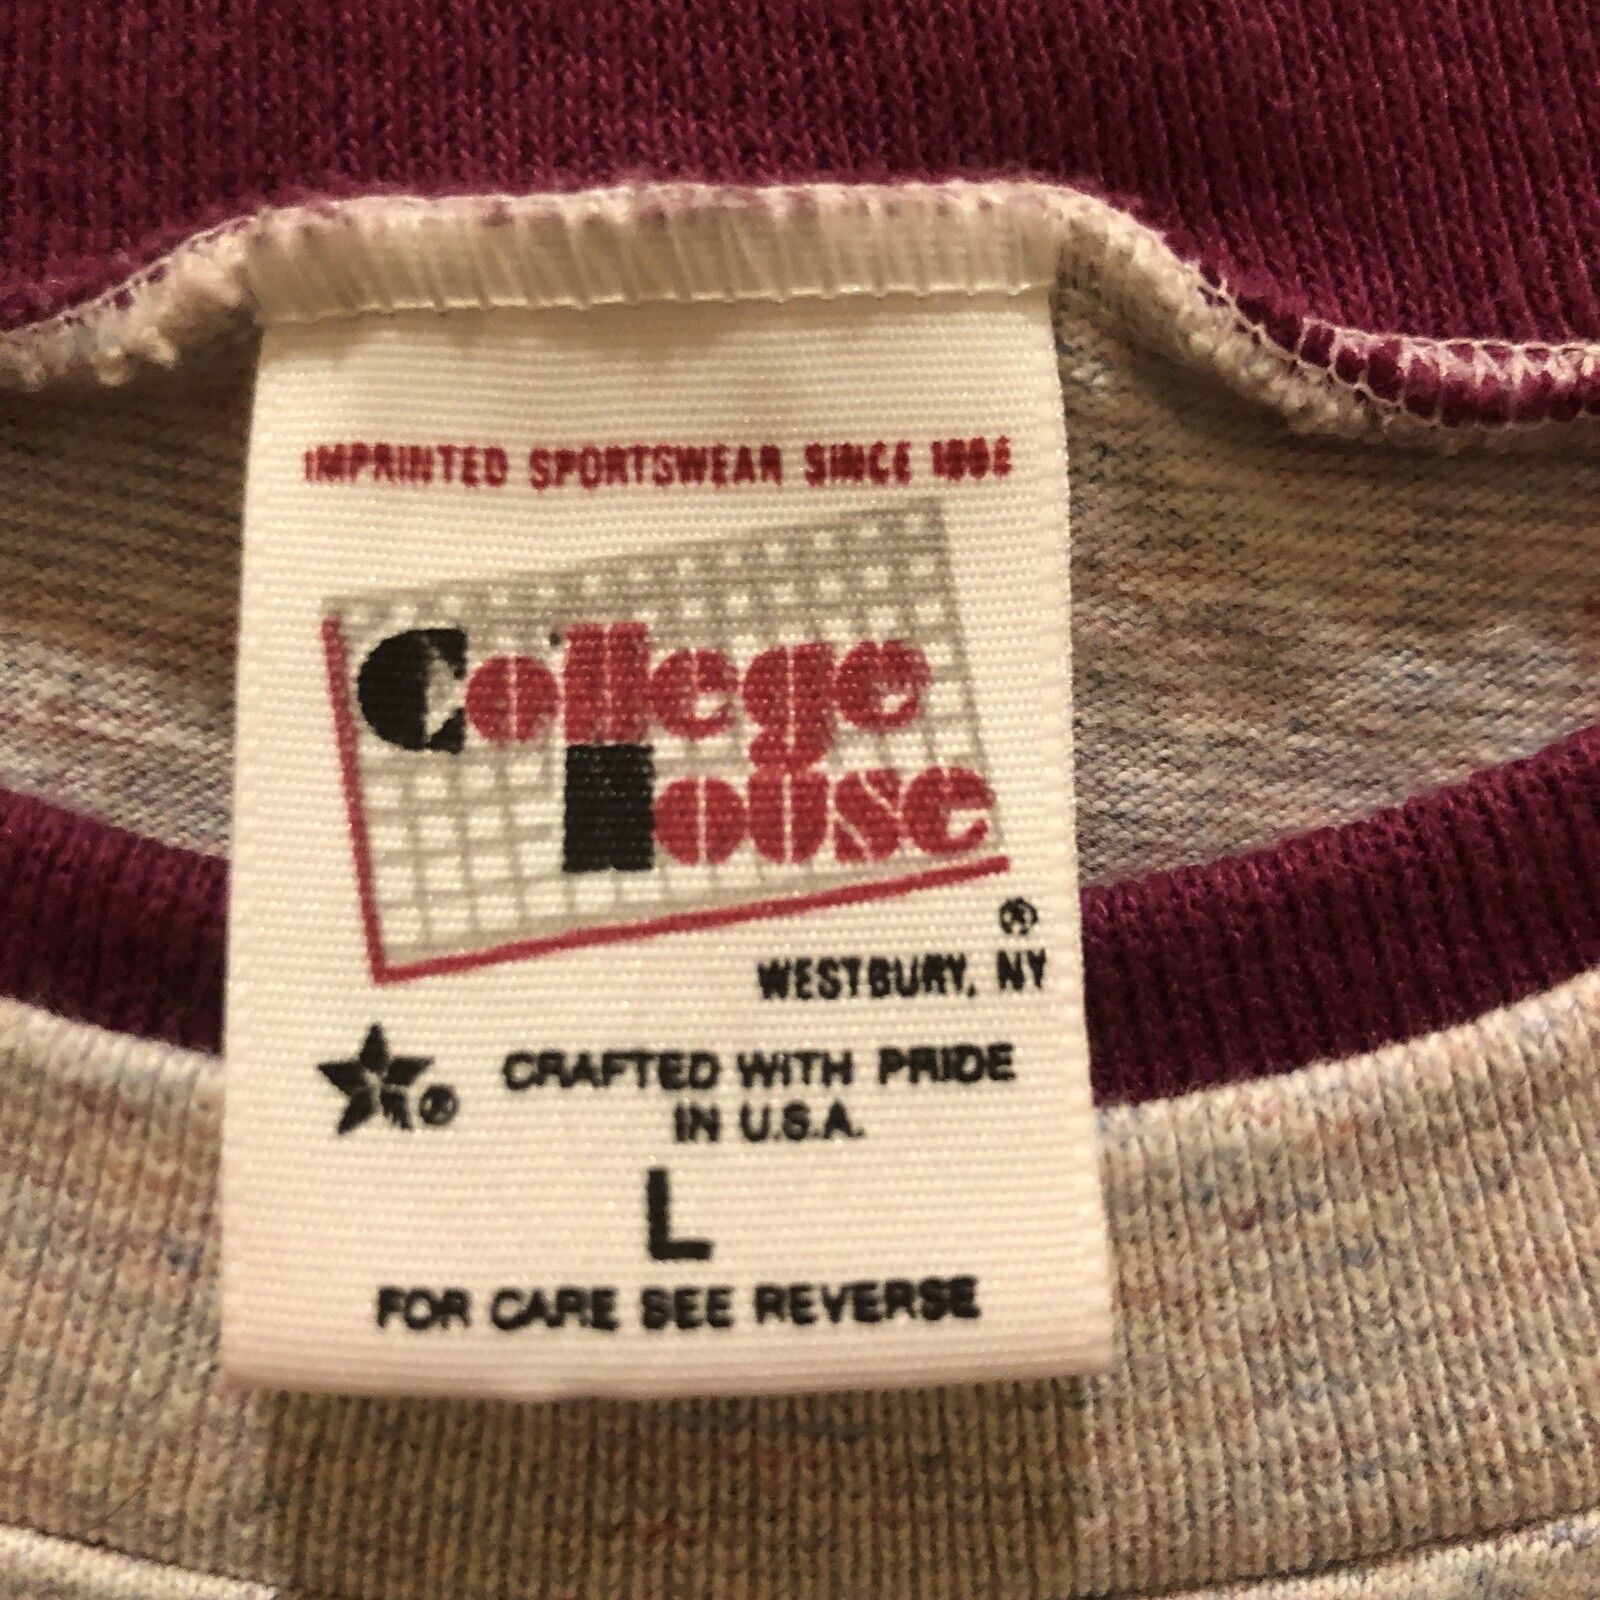 IMPRINTED SPORTSWEAR SINCE
College
House
®
WESTBURY, NY
® CRAFTED WITH PRIDE
IN U.S.A.
L
FOR CARE SEE REVERSE